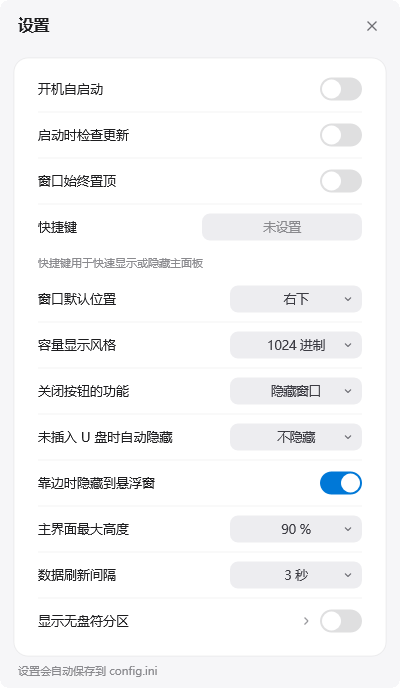 设置
开机自启动
启动时检查更新
窗口始终置顶
快捷键 未设置
快捷键用于快速显示或隐藏主面板
窗口默认位置 右下
容量显示风格 1024 进制
关闭按钮的功能 隐藏窗口
未插入 U 盘时自动隐藏 不隐藏
靠边时隐藏到悬浮窗
主界面最大高度 90 %
数据刷新间隔 3 秒
显示无盘符分区
设置会自动保存到 config.ini